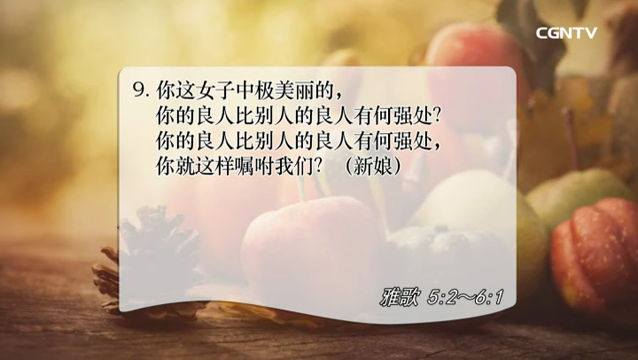 CGNTV
9. 你这女子中极美丽的，
你的良人比别人的良人有何强处？
你的良人比别人的良人有何强处，
你就这样嘱咐我们？（新娘）
雅歌 5:2～6:1